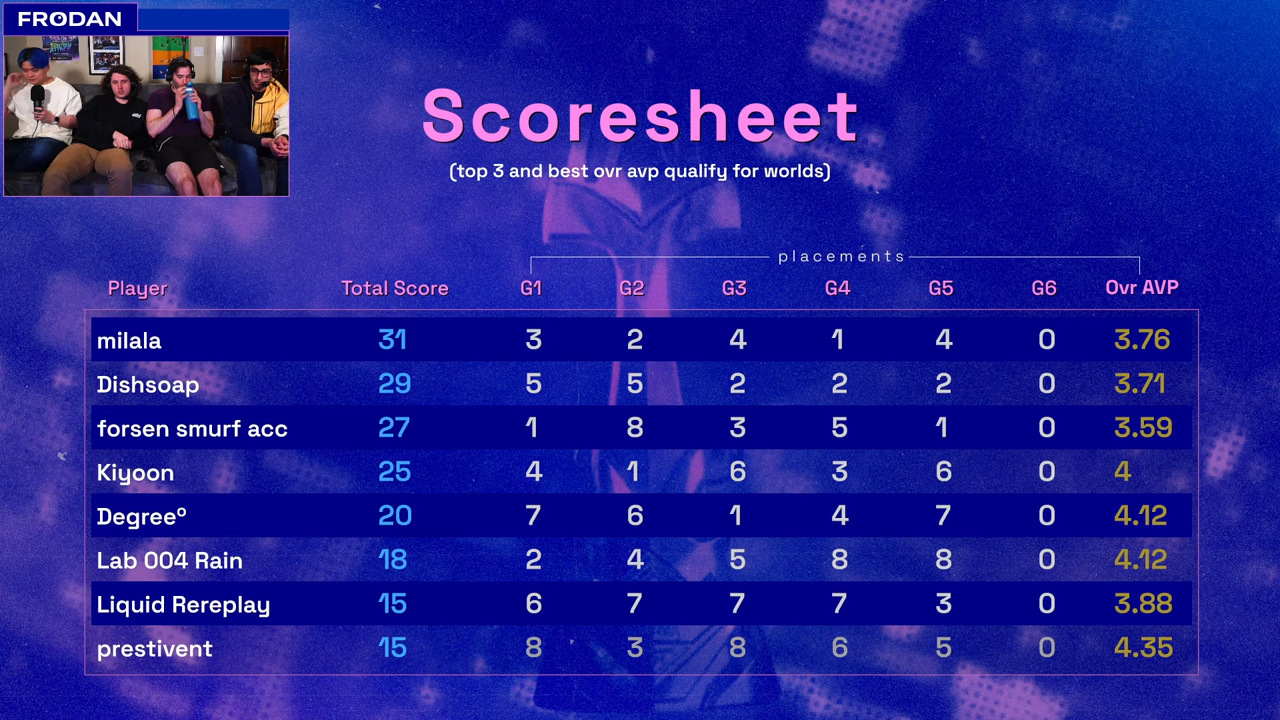 FRODAN
Scoresheet
(top 3 and best ovr avp qualify for worlds)
placements
Player Total Score G1 G2 G3 G4 G5 G6 Ovr AVP
milala 31 3 2 4 1 4 0 3.76
Dishsoap 29 5 5 2 2 2 0 3.71
forsen smurf acc 27 1 8 3 5 1 0 3.59
Kiyoon 25 4 1 6 3 6 0 4
Degreeº 20 7 6 1 4 7 0 4.12
Lab 004 Rain 18 2 4 5 8 8 0 4.12
Liquid Rereplay 15 6 7 7 7 3 0 3.88
prestivent 15 8 3 8 6 5 0 4.35